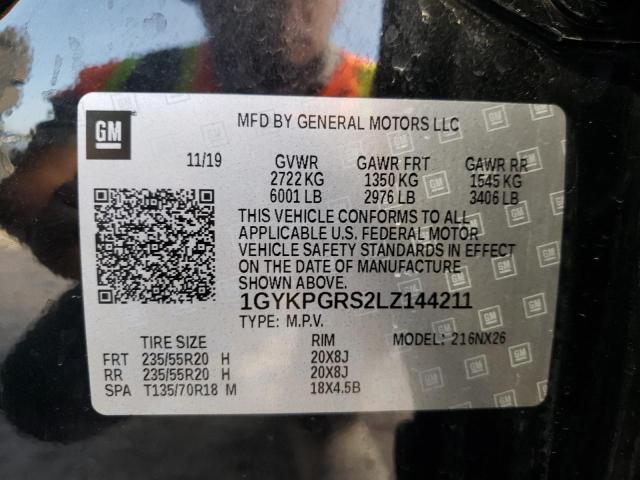 GM
MFD BY GENERAL MOTORS LLC
11/19 GVWR GAWR FRT GAWR RR
2722 KG 1350 KG 1545 KG
6001 LB 2976 LB 3406 LB
THIS VEHICLE CONFORMS TO ALL
APPLICABLE U.S. FEDERAL MOTOR
VEHICLE SAFETY STANDARDS IN EFFECT
ON THE DATE OF MANUFACTURE
SHOWN ABOVE.
1GYKPGRS2LZ144211
TYPE: M.P.V. MODEL: 216NX26
TIRE SIZE RIM
FRT 235/55R20 H 20X8J
RR 235/55R20 H 20X8J
SPA T135/70R18 M 18X4.5B